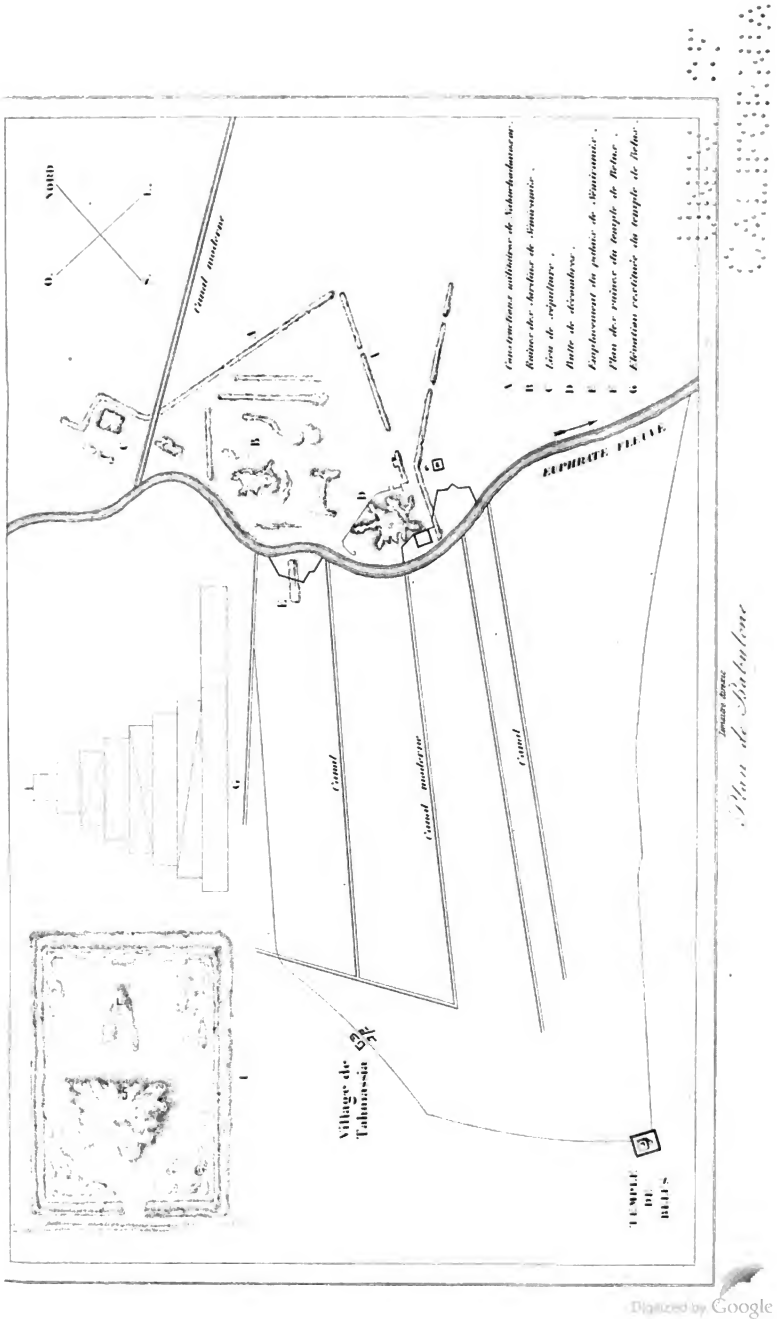 NORD
O.
E.
S.
Canal moderne
A Constructions militaires de Nabuchodonosor.
B Ruines des Jardins de Sémiramis.
C Lieu de sépulture.
D Butte de décombres.
E Emplacement du palais de Sémiramis.
F Plan des ruines du temple de Belus.
G Elévation restituée du temple de Belus.
A
A
B
C
C
D
E
EUPHRATE FLEUVE
G
Canal
Canal moderne
Canal
Village de
Tahmassia
TEMPLE
DE
BELUS
Plan de Babylone
CALIFORNIA
Digitized by Google